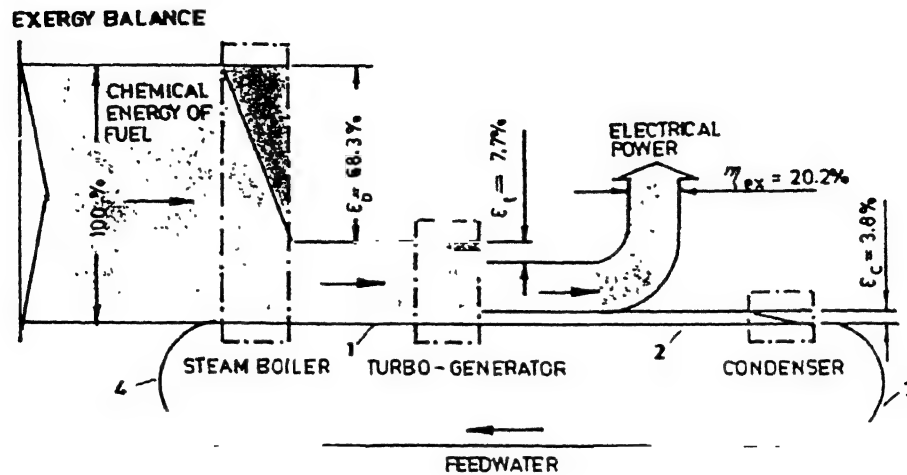 EXERGY BALANCE
CHEMICAL
ENERGY OF
FUEL
100 %
ε_D = 68.3%
ε_t = 7.7%
ELECTRICAL
POWER
η_ex = 20.2%
ε_C = 3.8%
1
2
4
STEAM BOILER
TURBO-GENERATOR
CONDENSER
FEEDWATER